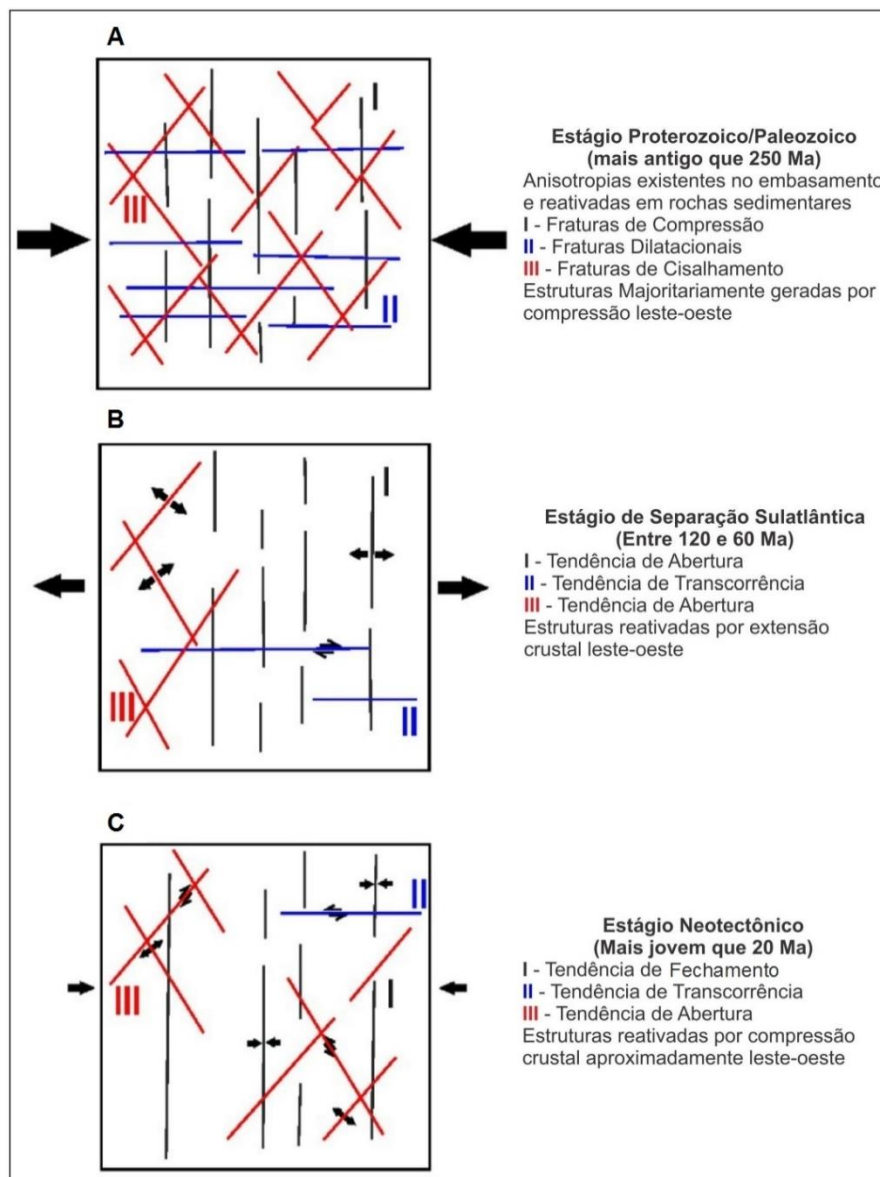 A
I
III
II
Estágio Proterozoico/Paleozoico
(mais antigo que 250 Ma)
Anisotropias existentes no embasamento
e reativadas em rochas sedimentares
I - Fraturas de Compressão
II - Fraturas Dilatacionais
III - Fraturas de Cisalhamento
Estruturas Majoritariamente geradas por
compressão leste-oeste
B
I
III
II
Estágio de Separação Sulatlântica
(Entre 120 e 60 Ma)
I - Tendência de Abertura
II - Tendência de Transcorrência
III - Tendência de Abertura
Estruturas reativadas por extensão
crustal leste-oeste
C
II
III
I
Estágio Neotectônico
(Mais jovem que 20 Ma)
I - Tendência de Fechamento
II - Tendência de Transcorrência
III - Tendência de Abertura
Estruturas reativadas por compressão
crustal aproximadamente leste-oeste